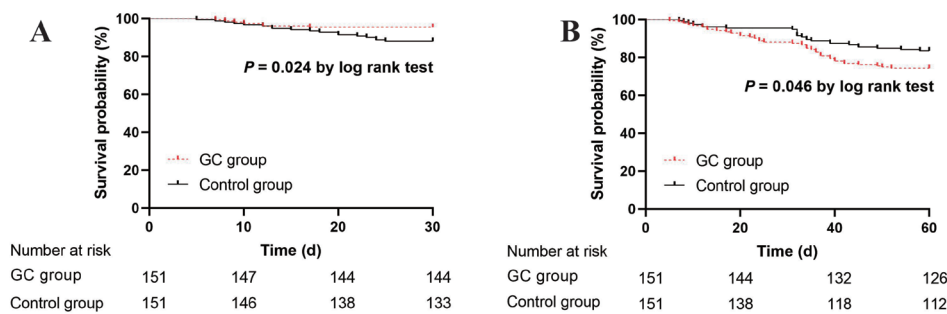 A
Survival probability (%)
100
80
60
40
20
0
P = 0.024 by log rank test
GC group
Control group
0 10 20 30
Time (d)
Number at risk
GC group 151 147 144 144
Control group 151 146 138 133
B
Survival probability (%)
100
80
60
40
20
0
P = 0.046 by log rank test
GC group
Control group
0 20 40 60
Time (d)
Number at risk
GC group 151 144 132 126
Control group 151 138 118 112